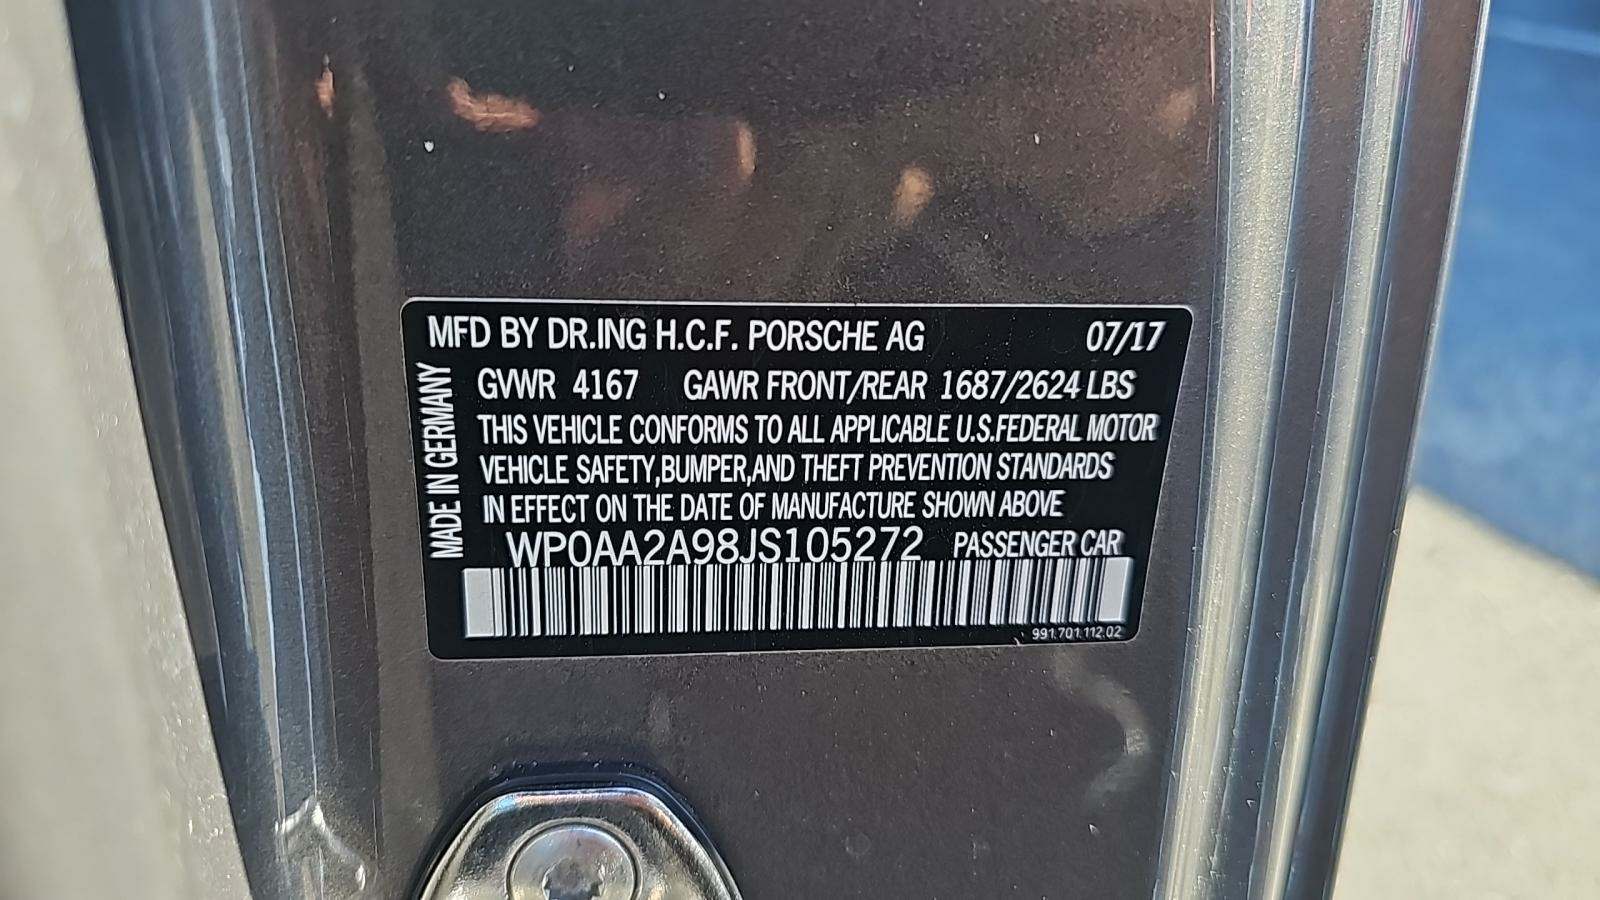 MFD BY DR.ING H.C.F. PORSCHE AG 07/17
MADE IN GERMANY
GVWR 4167 GAWR FRONT/REAR 1687/2624 LBS
THIS VEHICLE CONFORMS TO ALL APPLICABLE U.S.FEDERAL MOTOR
VEHICLE SAFETY,BUMPER,AND THEFT PREVENTION STANDARDS
IN EFFECT ON THE DATE OF MANUFACTURE SHOWN ABOVE
WP0AA2A98JS105272 PASSENGER CAR
991.701.112.02